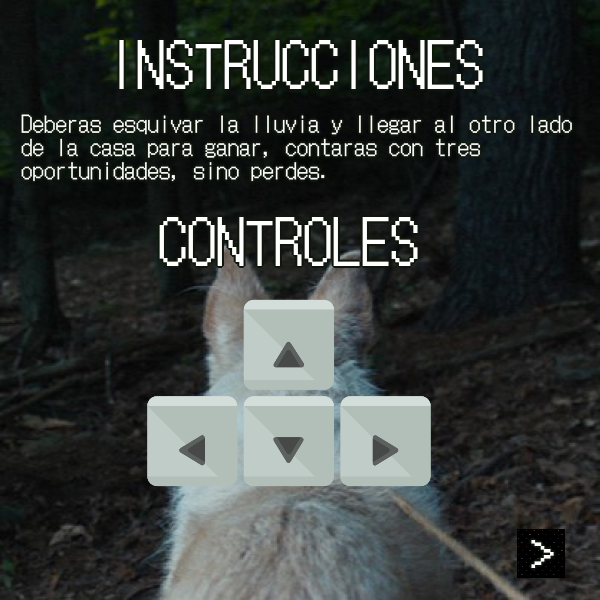 INSTRUCCIONES
Deberas esquivar la lluvia y llegar al otro lado
de la casa para ganar, contaras con tres
oportunidades, sino perdes.
CONTROLES
>